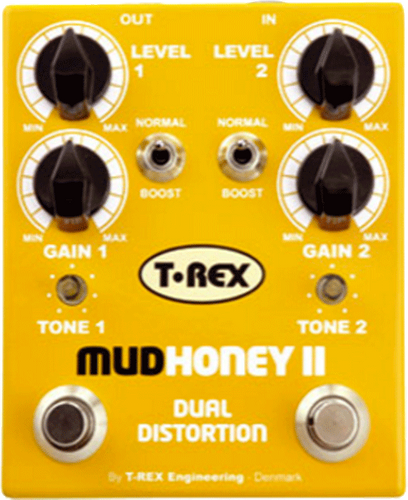 OUT IN
LEVEL 1 LEVEL 2
MIN MAX MIN MAX
NORMAL NORMAL
BOOST BOOST
MIN MAX MIN MAX
GAIN 1 GAIN 2
T•REX
TONE 1 TONE 2
MUDHONEY II
DUAL
DISTORTION
By T-REX Engineering - Denmark